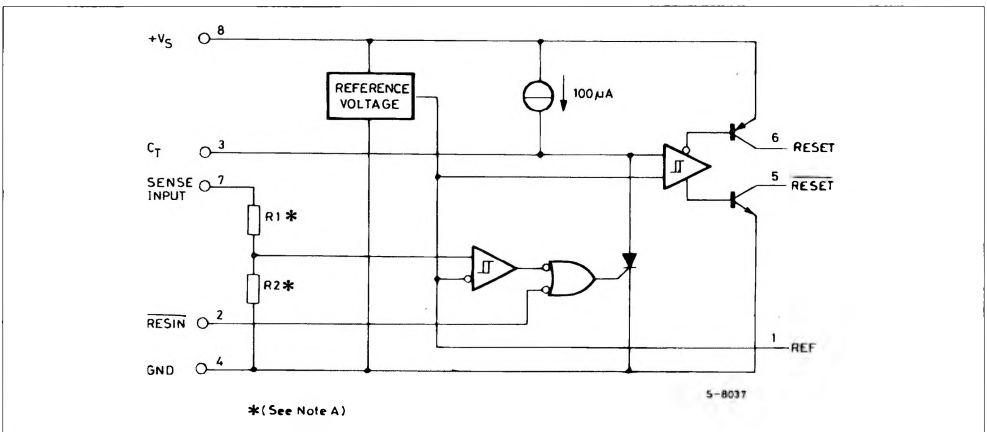 +VS 8
REFERENCE
VOLTAGE
100µA
CT 3
6 RESET
SENSE
INPUT 7
5 RESET
R1*
R2*
RESIN 2
1 REF
GND 4
S-8037
*(See Note A)